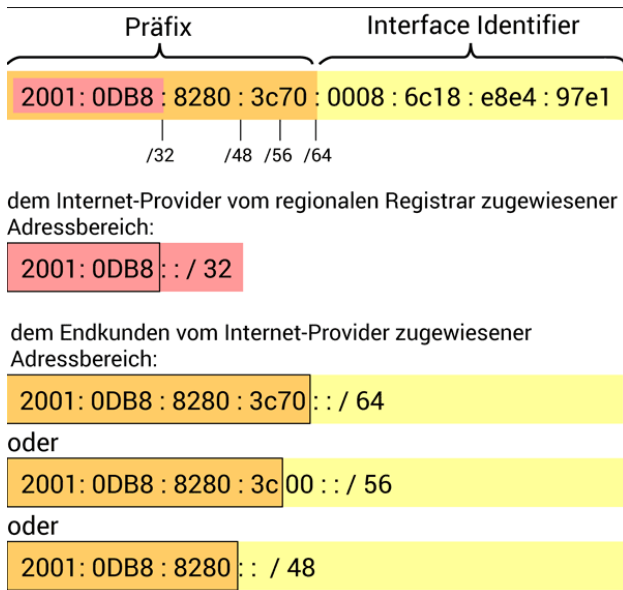 Präfix Interface Identifier
2001: 0DB8 : 8280 : 3c70 : 0008 : 6c18 : e8e4 : 97e1
/32 /48 /56 /64
dem Internet-Provider vom regionalen Registrar zugewiesener
Adressbereich:
2001: 0DB8 : : / 32
dem Endkunden vom Internet-Provider zugewiesener
Adressbereich:
2001: 0DB8 : 8280 : 3c70 : : / 64
oder
2001: 0DB8 : 8280 : 3c 00 : : / 56
oder
2001: 0DB8 : 8280 : : / 48